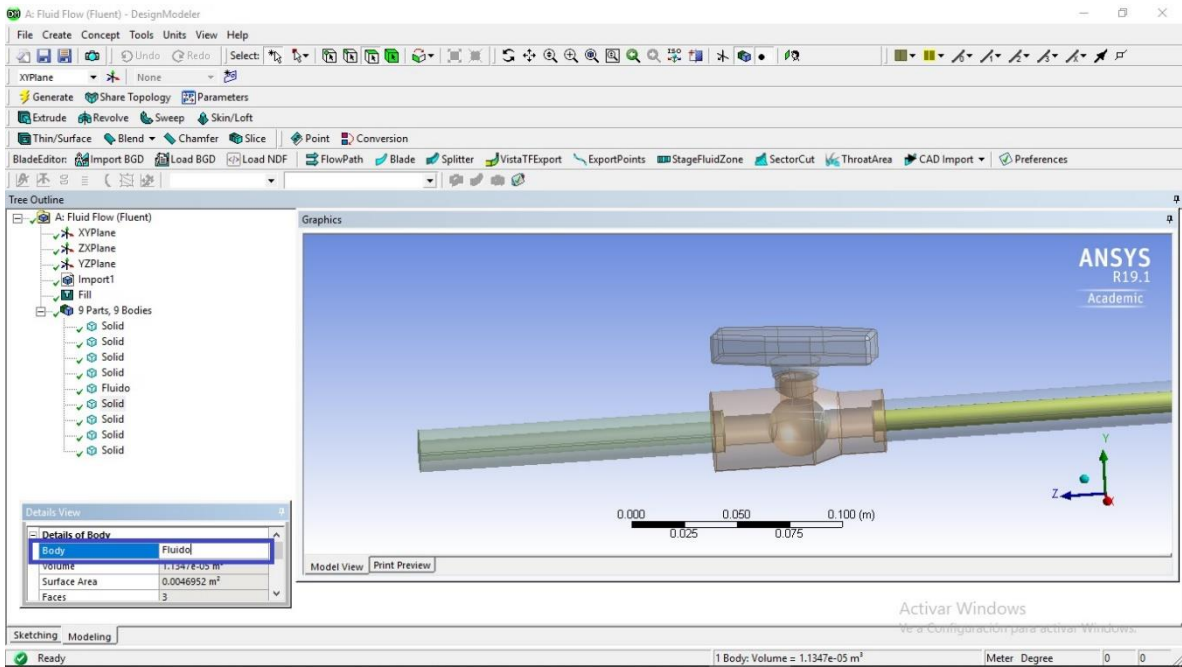 A: Fluid Flow (Fluent) - DesignModeler
File Create Concept Tools Units View Help
Undo Redo Select:
XYPlane None
Generate Share Topology Parameters
Extrude Revolve Sweep Skin/Loft
Thin/Surface Blend Chamfer Slice Point Conversion
BladeEditor: Import BGD Load BGD Load NDF FlowPath Blade Splitter VistaTFExport ExportPoints StageFluidZone SectorCut ThroatArea CAD Import Preferences
Tree Outline
A: Fluid Flow (Fluent)
XYPlane
ZXPlane
YZPlane
Import1
Fill
9 Parts, 9 Bodies
Solid
Solid
Solid
Solid
Fluido
Solid
Solid
Solid
Solid
Details View
Details of Body
Body Fluido
Volume 1.1347e-05 m³
Surface Area 0.0046952 m²
Faces 3
Graphics
ANSYS
R19.1
Academic
Y
Z
X
0.000 0.050 0.100 (m)
0.025 0.075
Model View Print Preview
Activar Windows
Ve a Configuración para activar Windows.
Sketching Modeling
Ready 1 Body: Volume = 1.1347e-05 m³ Meter Degree 0 0